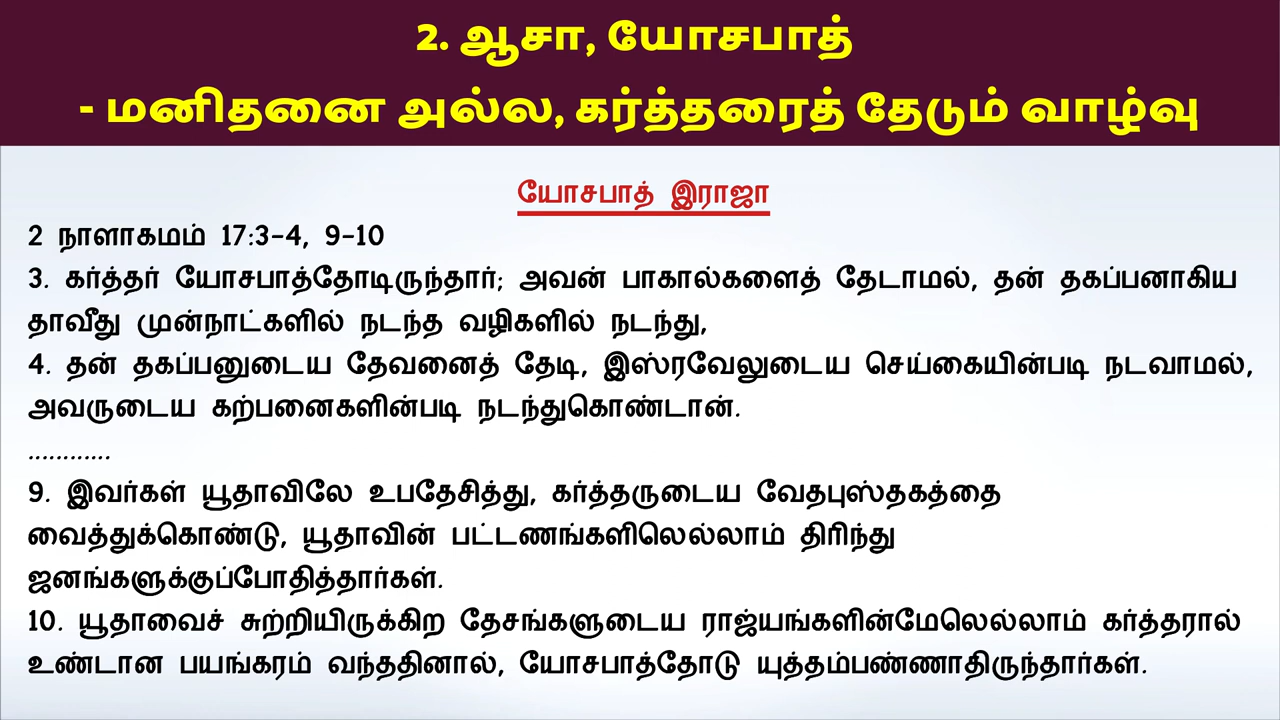 2. ஆசா, யோசபாத்
- மனிதனை அல்ல, கர்த்தரைத் தேடும் வாழ்வு
யோசபாத் இராஜா
2 நாளாகமம் 17:3-4, 9-10
3. கர்த்தர் யோசபாத்தோடிருந்தார்; அவன் பாகால்களைத் தேடாமல், தன் தகப்பனாகிய
தாவீது முன்நாட்களில் நடந்த வழிகளில் நடந்து,
4. தன் தகப்பனுடைய தேவனைத் தேடி, இஸ்ரவேலுடைய செய்கையின்படி நடவாமல்,
அவருடைய கற்பனைகளின்படி நடந்துகொண்டான்.
............
9. இவர்கள் யூதாவிலே உபதேசித்து, கர்த்தருடைய வேதபுஸ்தகத்தை
வைத்துக்கொண்டு, யூதாவின் பட்டணங்களிலெல்லாம் திரிந்து
ஜனங்களுக்குப்போதித்தார்கள்.
10. யூதாவைச் சுற்றியிருக்கிற தேசங்களுடைய ராஜ்யங்களின்மேலெல்லாம் கர்த்தரால்
உண்டான பயங்கரம் வந்ததினால், யோசபாத்தோடு யுத்தம்பண்ணாதிருந்தார்கள்.